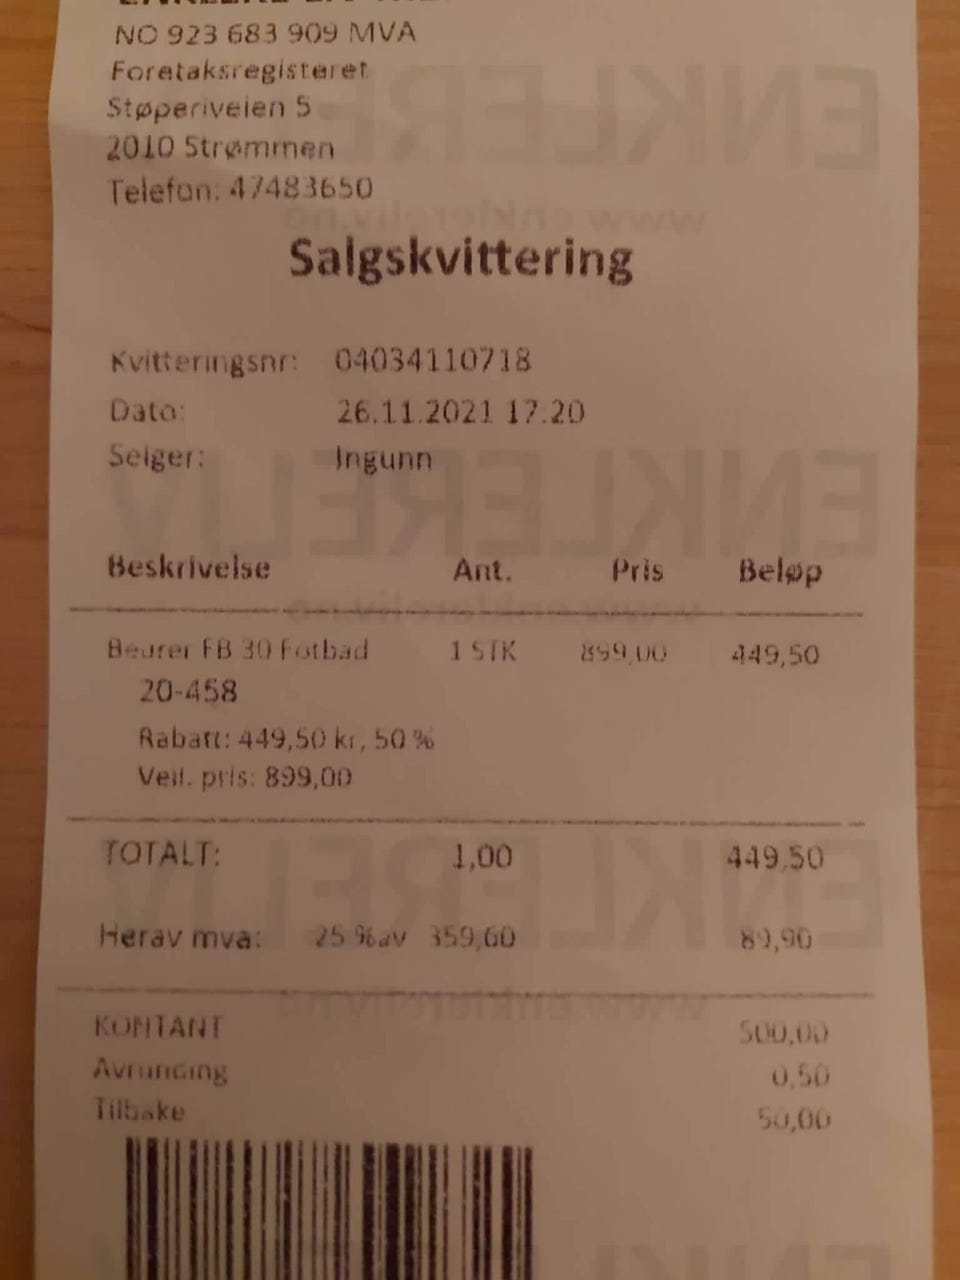 NO 923 683 909 MVA
Foretaksregisteret
Støperiveien 5
2010 Strømmen
Telefon: 47483650
Salgskvittering
Kvitteringsnr: 04034110718
Dato: 26.11.2021 17:20
Selger: Ingunn
Beskrivelse Ant. Pris Beløp
Beurer FB 30 Fotbad 1 STK 899,00 449,50
20-458
Rabatt: 449,50 kr, 50 %
Veil. pris: 899,00
TOTALT: 1,00 449,50
Herav mva: 25 % av 359,60 89,90
KONTANT 500,00
Avrunding 0,50
Tilbake 50,00